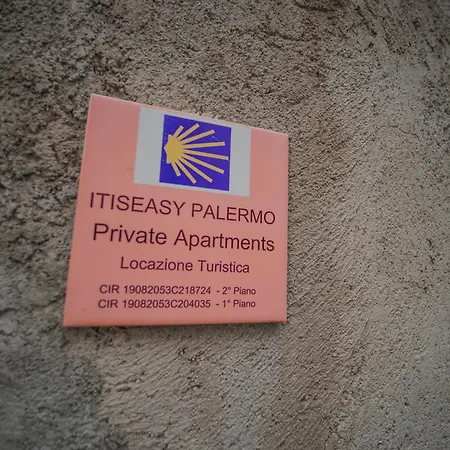 ITISEASY PALERMO
Private Apartments
Locazione Turistica
CIR 19082053C218724 - 2° Piano
CIR 19082053C204035 - 1° Piano